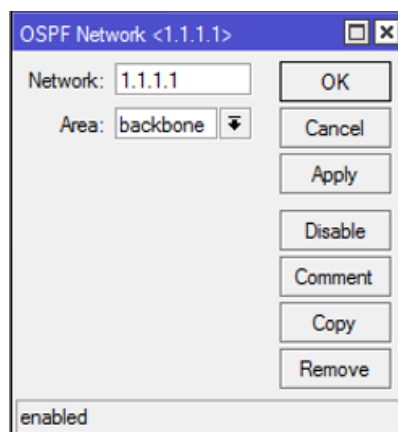 OSPF Network <1.1.1.1>
Network: 1.1.1.1
OK
Area: backbone
Cancel
Apply
Disable
Comment
Copy
Remove
enabled